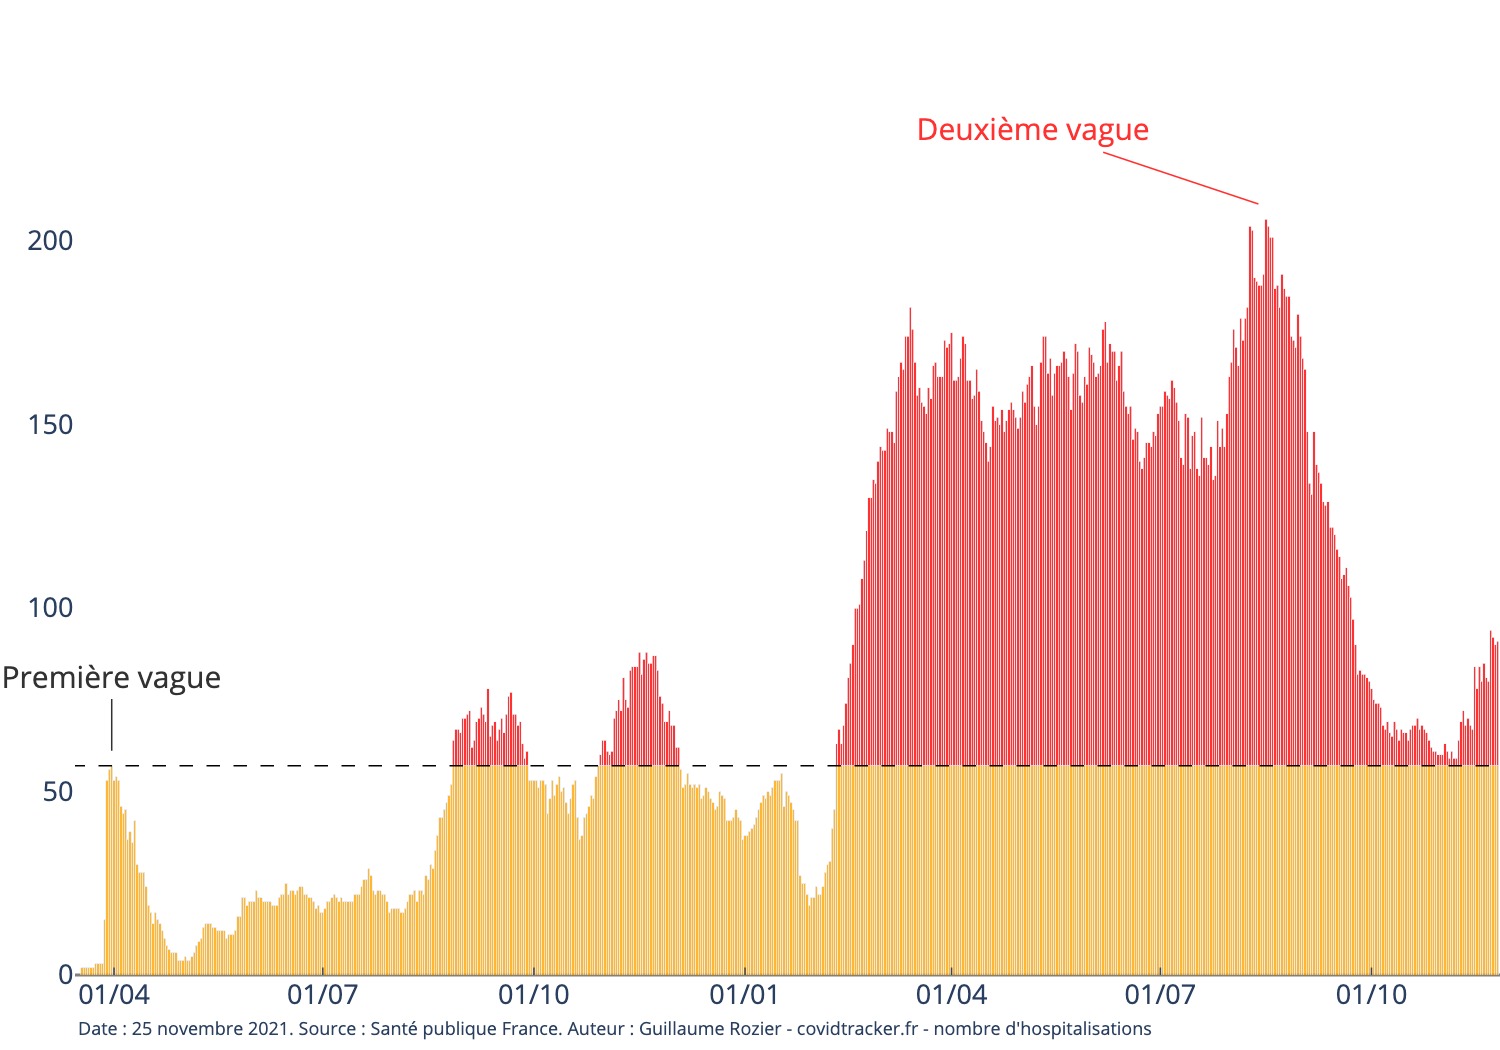 Deuxième vague
200
150
100
Première vague
50
0
01/04 01/07 01/10 01/01 01/04 01/07 01/10
Date : 25 novembre 2021. Source : Santé publique France. Auteur : Guillaume Rozier - covidtracker.fr - nombre d'hospitalisations